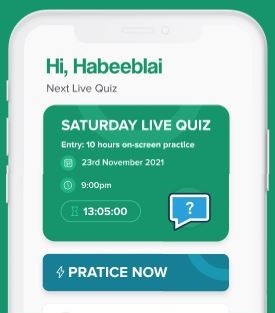 Hi, Habeeblai
Next Live Quiz
SATURDAY LIVE QUIZ
Entry: 10 hours on-screen practice
23rd November 2021
9:00pm
13:05:00
?
PRATICE NOW